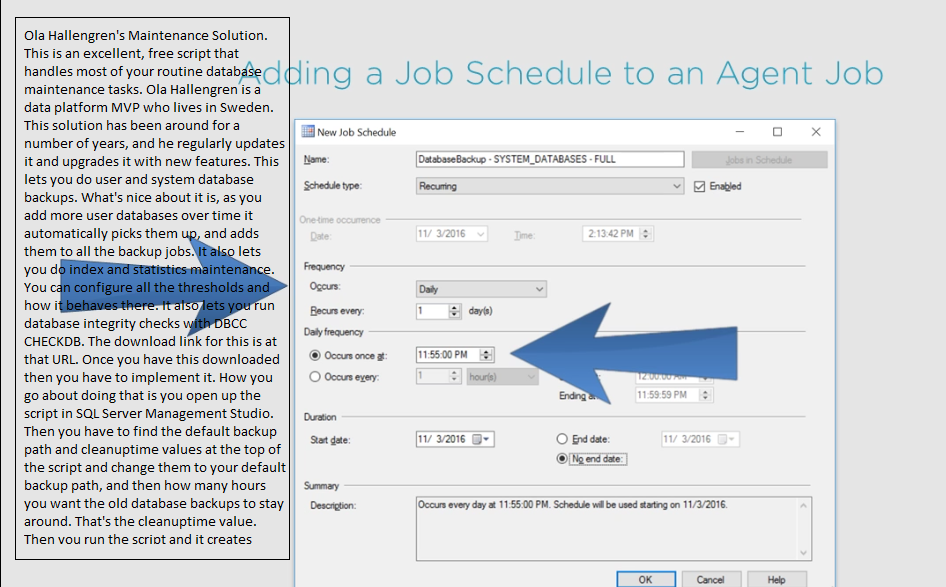 Ola Hallengren's Maintenance Solution.
This is an excellent, free script that
handles most of your routine database
maintenance tasks. Ola Hallengren is a
data platform MVP who lives in Sweden.
This solution has been around for a
number of years, and he regularly updates
it and upgrades it with new features. This
lets you do user and system database
backups. What's nice about it is, as you
add more user databases over time it
automatically picks them up, and adds
them to all the backup jobs. It also lets
you do index and statistics maintenance.
You can configure all the thresholds and
how it behaves there. It also lets you run
database integrity checks with DBCC
CHECKDB. The download link for this is at
that URL. Once you have this downloaded
then you have to implement it. How you
go about doing that is you open up the
script in SQL Server Management Studio.
Then you have to find the default backup
path and cleanuptime values at the top of
the script and change them to your default
backup path, and then how many hours
you want the old database backups to stay
around. That's the cleanuptime value.
Then you run the script and it creates
Adding a Job Schedule to an Agent Job
New Job Schedule
Name: DatabaseBackup - SYSTEM_DATABASES - FULL Jobs in Schedule
Schedule type: Recurring Enabled
One-time occurrence
Date: 11/ 3/2016 Time: 2:13:42 PM
Frequency
Occurs: Daily
Recurs every: 1 day(s)
Daily frequency
Occurs once at: 11:55:00 PM
Occurs every: 1 hour(s) 12:00:00 AM
Ending 11:59:59 PM
Duration
Start date: 11/ 3/2016 End date: 11/ 3/2016
No end date:
Summary
Description: Occurs every day at 11:55:00 PM. Schedule will be used starting on 11/3/2016.
OK Cancel Help